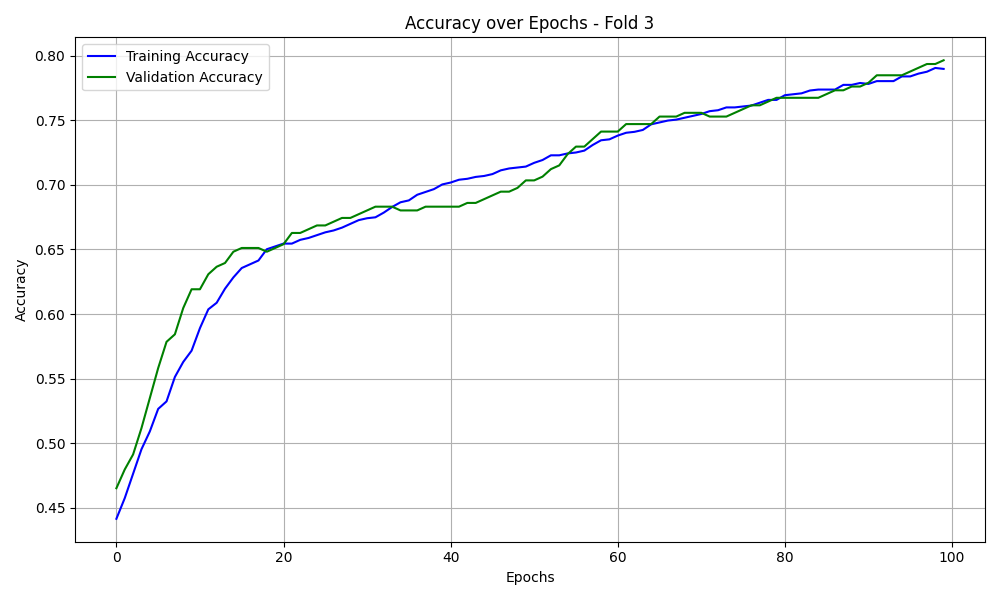 Accuracy over Epochs - Fold 3
Training Accuracy
Validation Accuracy
Accuracy
0.80
0.75
0.70
0.65
0.60
0.55
0.50
0.45
0 20 40 60 80 100
Epochs